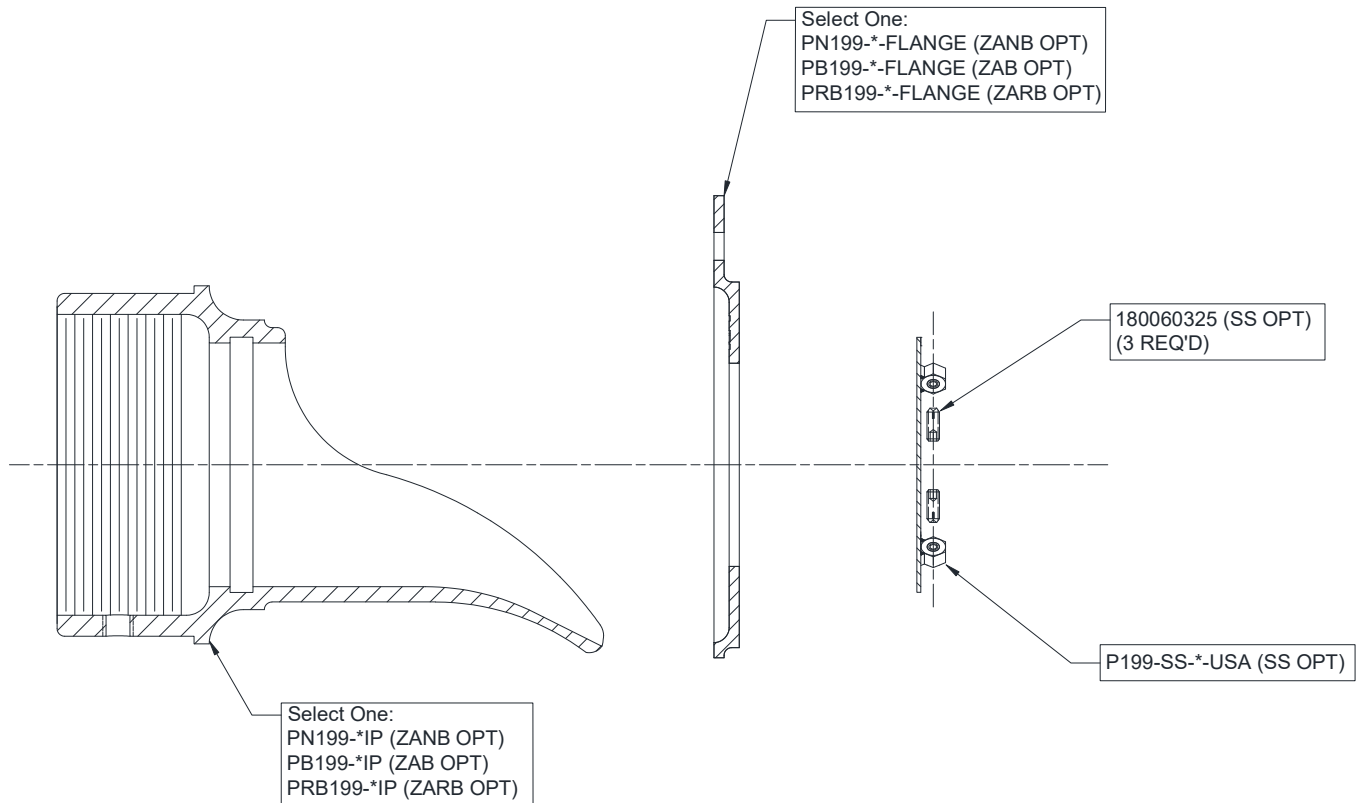 Select One:
PN199-*-FLANGE (ZANB OPT)
PB199-*-FLANGE (ZAB OPT)
PRB199-*-FLANGE (ZARB OPT)
180060325 (SS OPT)
(3 REQ'D)
P199-SS-*-USA (SS OPT)
Select One:
PN199-*IP (ZANB OPT)
PB199-*IP (ZAB OPT)
PRB199-*IP (ZARB OPT)